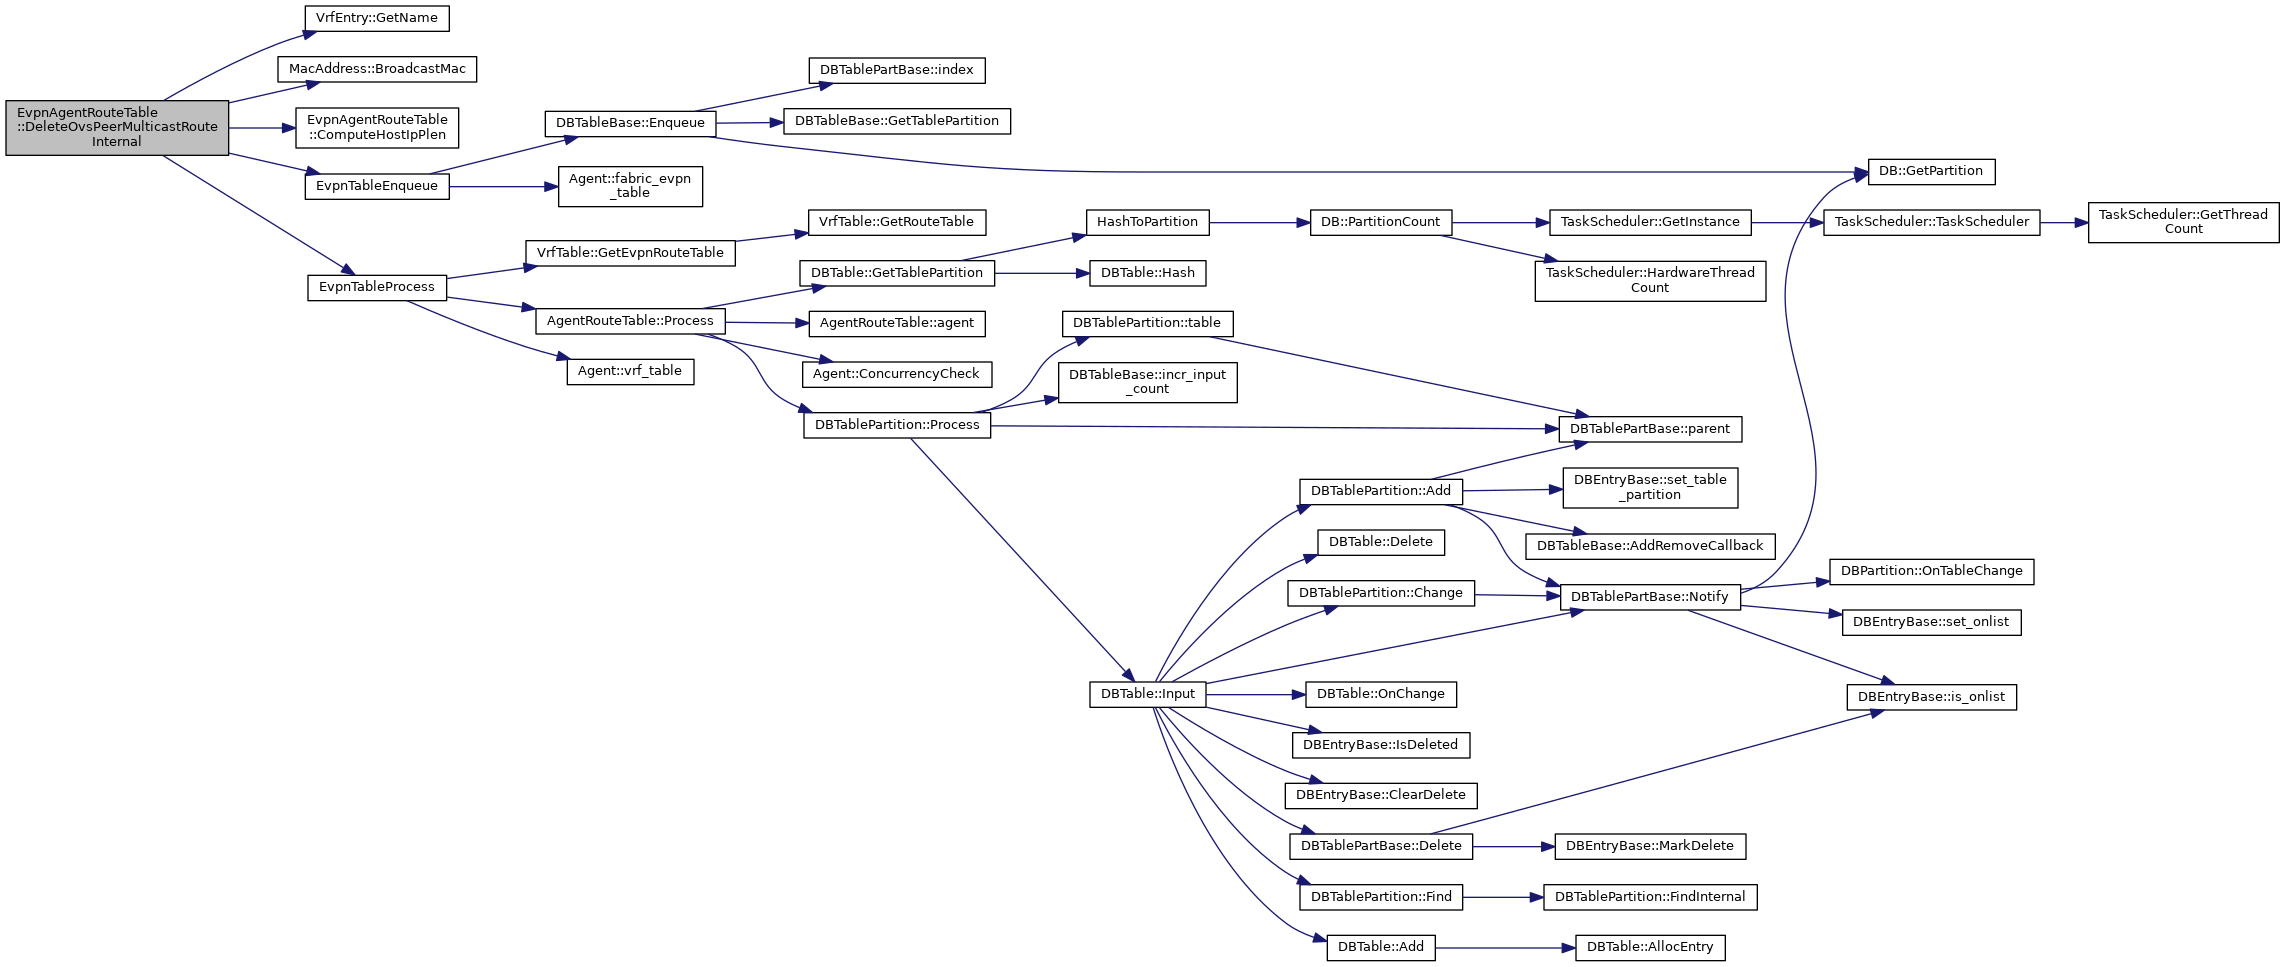 VrfEntry::GetName
MacAddress::BroadcastMac
EvpnAgentRouteTable
::DeleteOvsPeerMulticastRoute
Internal
EvpnAgentRouteTable
::ComputeHostIpPlen
EvpnTableEnqueue
EvpnTableProcess
DBTableBase::Enqueue
Agent::fabric_evpn
_table
VrfTable::GetEvpnRouteTable
AgentRouteTable::Process
Agent::vrf_table
DBTablePartBase::index
DBTableBase::GetTablePartition
VrfTable::GetRouteTable
DBTable::GetTablePartition
AgentRouteTable::agent
Agent::ConcurrencyCheck
DBTablePartition::Process
HashToPartition
DBTable::Hash
DBTablePartition::table
DBTableBase::incr_input
_count
DBTable::Input
DB::PartitionCount
DBTablePartition::Add
DBTable::Delete
DBTablePartition::Change
DBTable::OnChange
DBEntryBase::IsDeleted
DBEntryBase::ClearDelete
DBTablePartBase::Delete
DBTablePartition::Find
DBTable::Add
TaskScheduler::GetInstance
TaskScheduler::HardwareThread
Count
DBTablePartBase::parent
DBEntryBase::set_table
_partition
DBTableBase::AddRemoveCallback
DBTablePartBase::Notify
DBEntryBase::MarkDelete
DBTablePartition::FindInternal
DBTable::AllocEntry
DB::GetPartition
TaskScheduler::TaskScheduler
DBPartition::OnTableChange
DBEntryBase::set_onlist
DBEntryBase::is_onlist
TaskScheduler::GetThread
Count